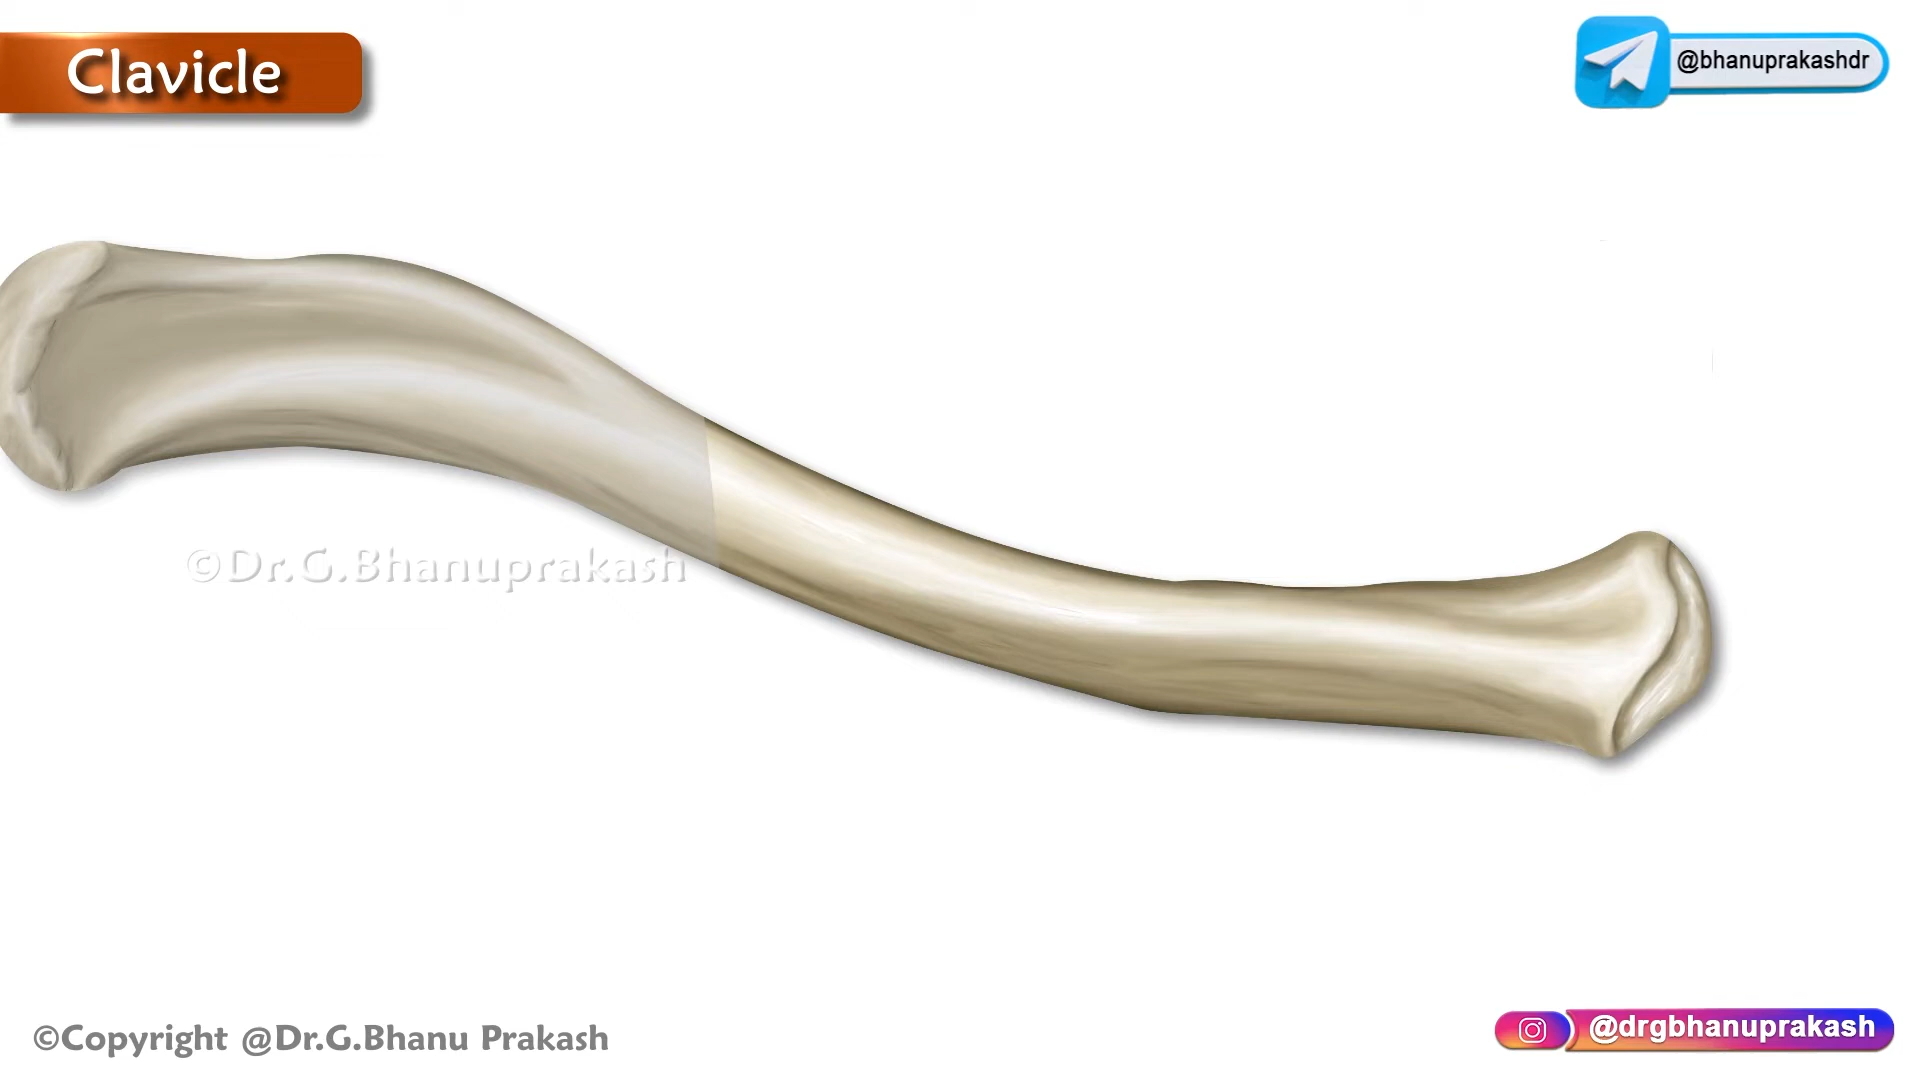 Clavicle
@bhanuprakashdr
©Dr.G.Bhanuprakash
©Copyright @Dr.G.Bhanu Prakash
@drgbhanuprakash